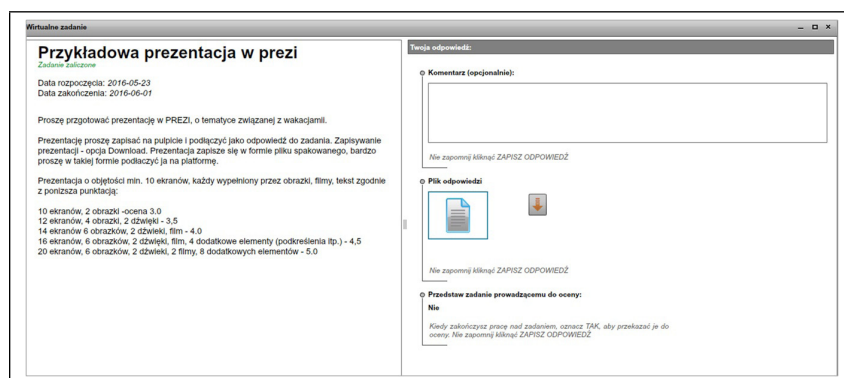 Wirtualne zadanie
Przykładowa prezentacja w prezi
Zadanie zaliczone
Data rozpoczęcia: 2016-05-23
Data zakończenia: 2016-06-01
Proszę przgotować prezentację w PREZI, o tematyce związanej z wakacjami.
Prezentację proszę zapisać na pulpicie i podłączyć jako odpowiedź do zadania. Zapisywanie
prezentacji - opcja Download. Prezentacja zapisze się w formie pliku spakowanego, bardzo
proszę w takiej formie podłaczyć ja na platformę.
Prezentacja o objętości min. 10 ekranów, każdy wypełniony przez obrazki, filmy, tekst zgodnie
z ponizsza punktacją:
10 ekranów, 2 obrazki -ocena 3.0
12 ekranów, 4 obrazki, 2 dźwięki - 3,5
14 ekranów 6 obrazków, 2 dźwieki, film - 4.0
16 ekranów, 6 obrazków, 2 dźwięki, film, 4 dodatkowe elementy (podkreślenia itp.) - 4,5
20 ekranów, 6 obrazków, 2 dźwieki, 2 filmy, 8 dodatkowych elementów - 5.0
Twoja odpowiedź:
Komentarz (opcjonalnie):
Nie zapomnij kliknąć ZAPISZ ODPOWIEDŹ
Plik odpowiedzi
Nie zapomnij kliknąć ZAPISZ ODPOWIEDŹ
Przedstaw zadanie prowadzącemu do oceny:
Nie
Kiedy zakończysz pracę nad zadaniem, oznacz TAK, aby przekazać je do
oceny. Nie zapomnij kliknąć ZAPISZ ODPOWIEDŹ